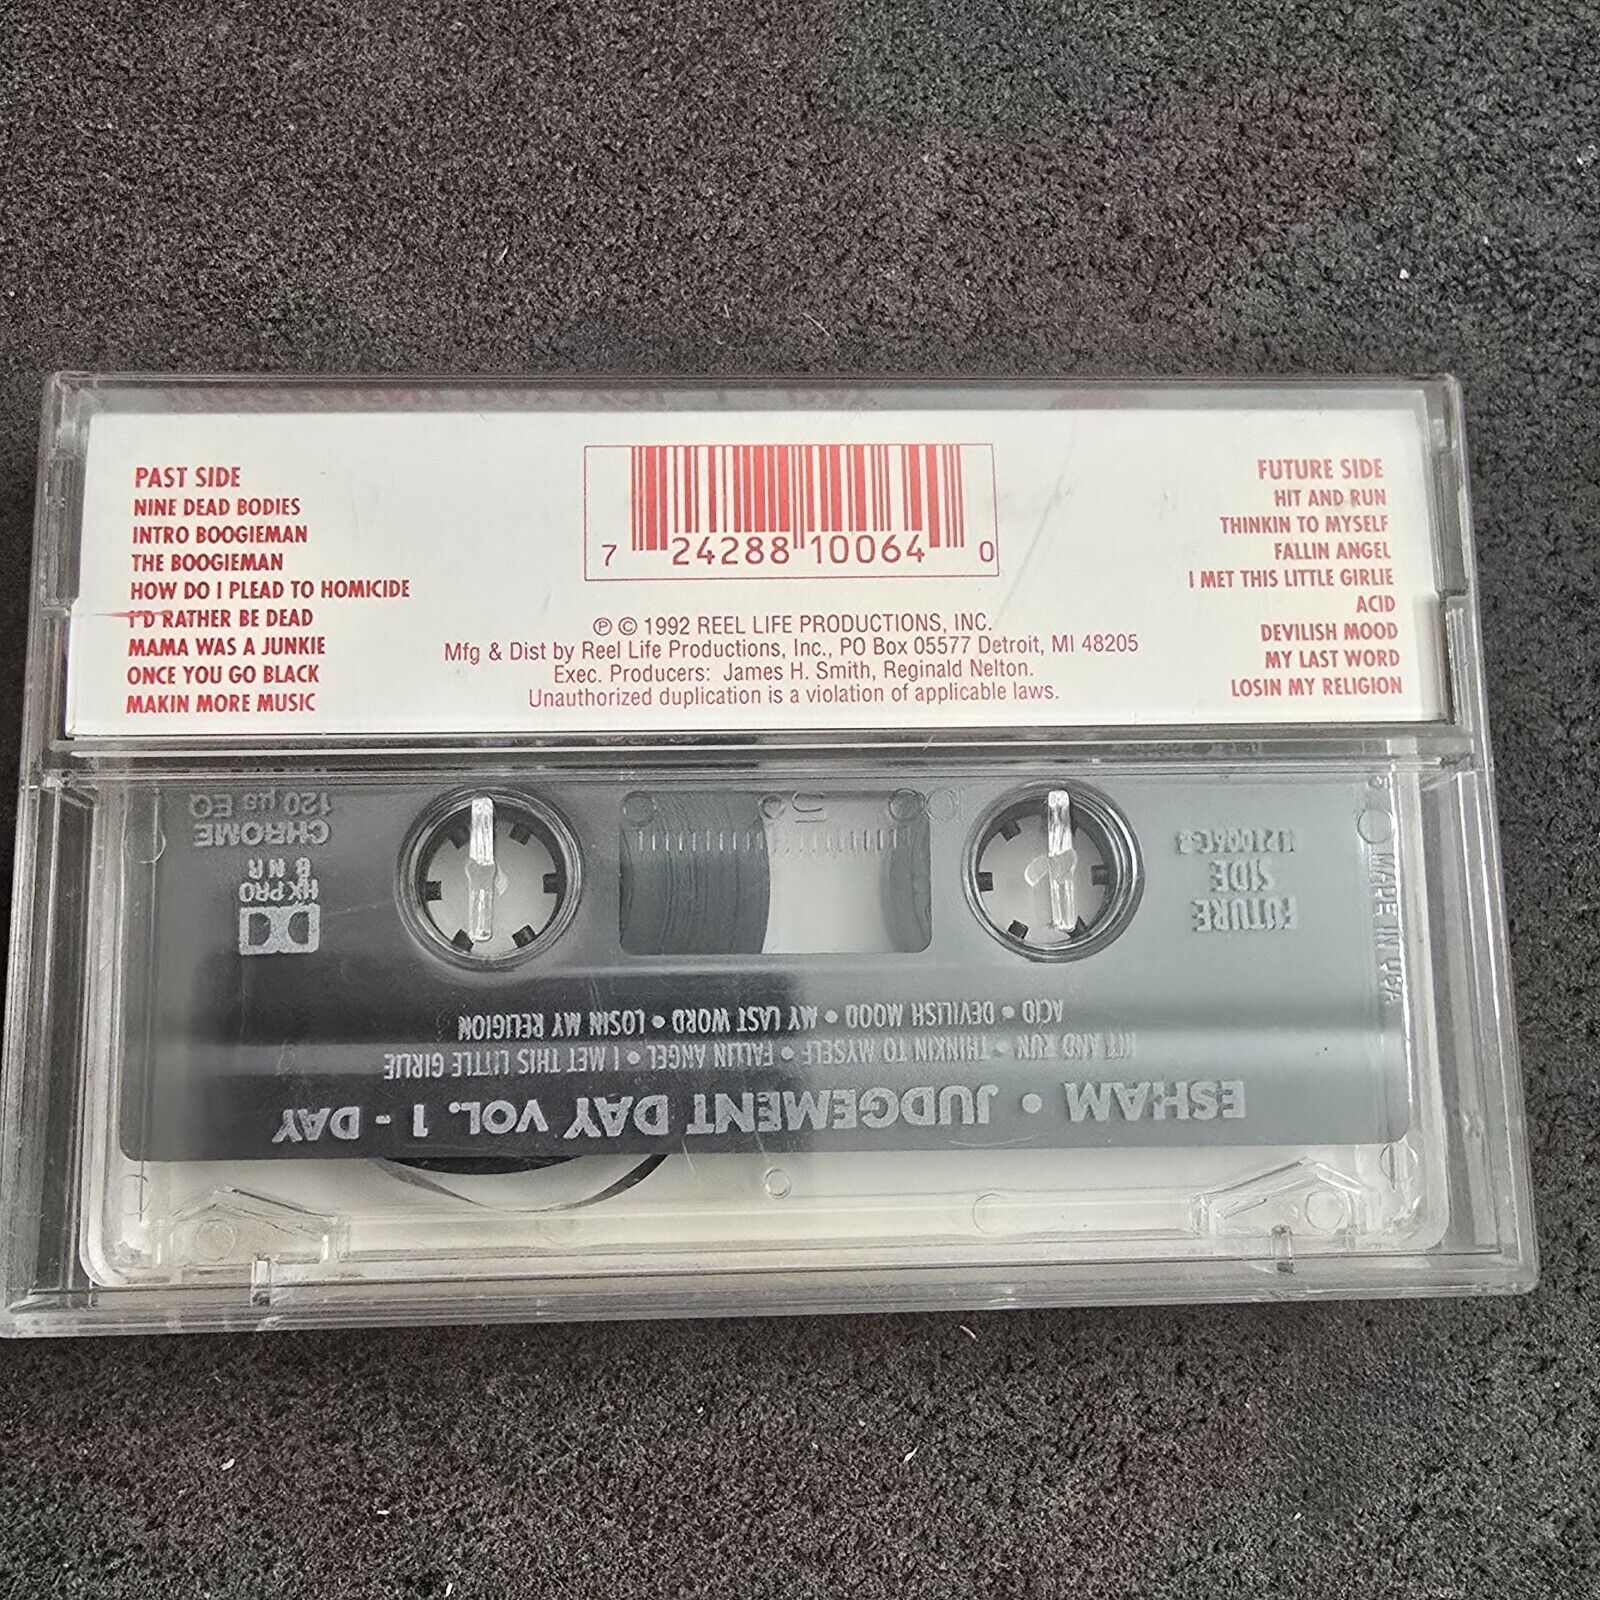 PAST SIDE
NINE DEAD BODIES
INTRO BOOGIEMAN
THE BOOGIEMAN
HOW DO I PLEAD TO HOMICIDE
I'D RATHER BE DEAD
MAMA WAS A JUNKIE
ONCE YOU GO BLACK
MAKIN MORE MUSIC
7 24288 10064 0
℗ © 1992 REEL LIFE PRODUCTIONS, INC.
Mfg & Dist by Reel Life Productions, Inc., PO Box 05577 Detroit, MI 48205
Exec. Producers: James H. Smith, Reginald Nelton.
Unauthorized duplication is a violation of applicable laws.
FUTURE SIDE
HIT AND RUN
THINKIN TO MYSELF
FALLIN ANGEL
I MET THIS LITTLE GIRLIE
ACID
DEVILISH MOOD
MY LAST WORD
LOSIN MY RELIGION
ESHAM • JUDGEMENT DAY VOL. 1 - DAY
HIT AND RUN • THINKIN TO MYSELF • FALLIN ANGEL • I MET THIS LITTLE GIRLIE
ACID • DEVILISH MOOD • MY LAST WORD • LOSIN MY RELIGION
FUTURE
SIDE
MADE IN USA
10 5 0
HX PRO
B NR
CHROME
120 µs EQ